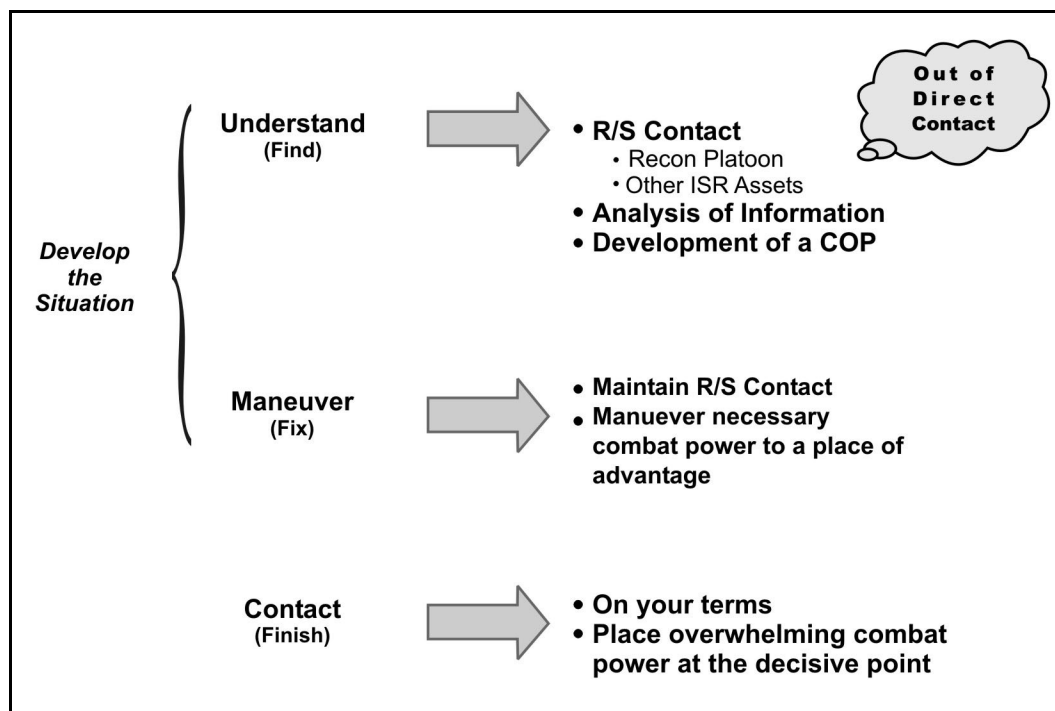 Out of
Direct
Contact
Develop
the
Situation
Understand
(Find)
• R/S Contact
• Recon Platoon
• Other ISR Assets
• Analysis of Information
• Development of a COP
Maneuver
(Fix)
• Maintain R/S Contact
• Manuever necessary
combat power to a place of
advantage
Contact
(Finish)
• On your terms
• Place overwhelming combat
power at the decisive point